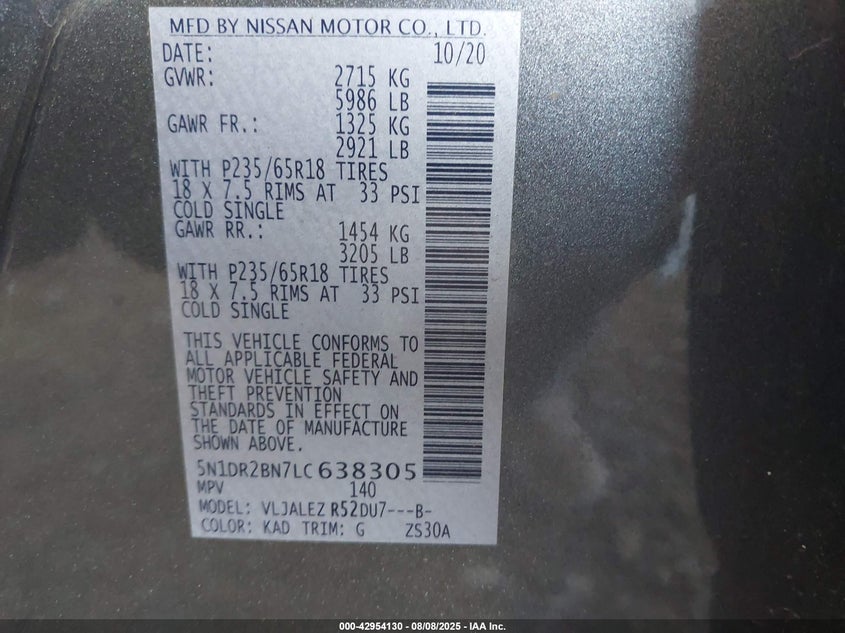 MFD BY NISSAN MOTOR CO., LTD.
DATE: 10/20
GVWR: 2715 KG
5986 LB
GAWR FR.: 1325 KG
2921 LB
WITH P235/65R18 TIRES
18 X 7.5 RIMS AT 33 PSI
COLD SINGLE
GAWR RR.: 1454 KG
3205 LB
WITH P235/65R18 TIRES
18 X 7.5 RIMS AT 33 PSI
COLD SINGLE
THIS VEHICLE CONFORMS TO
ALL APPLICABLE FEDERAL
MOTOR VEHICLE SAFETY AND
THEFT PREVENTION
STANDARDS IN EFFECT ON
THE DATE OF MANUFACTURE
SHOWN ABOVE.
5N1DR2BN7LC638305
MPV 140
MODEL: VLJALEZ R52DU7---B-
COLOR: KAD TRIM: G ZS30A
000-42954130 - 08/08/2025 - IAA Inc.